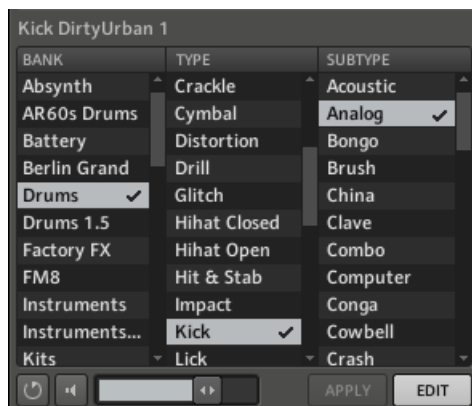 Kick DirtyUrban 1
BANK TYPE SUBTYPE
Absynth Crackle Acoustic
AR60s Drums Cymbal Analog
Battery Distortion Bongo
Berlin Grand Drill Brush
Drums Glitch China
Drums 1.5 Hihat Closed Clave
Factory FX Hihat Open Combo
FM8 Hit & Stab Computer
Instruments Impact Conga
Instruments... Kick Cowbell
Kits Lick Crash
APPLY EDIT